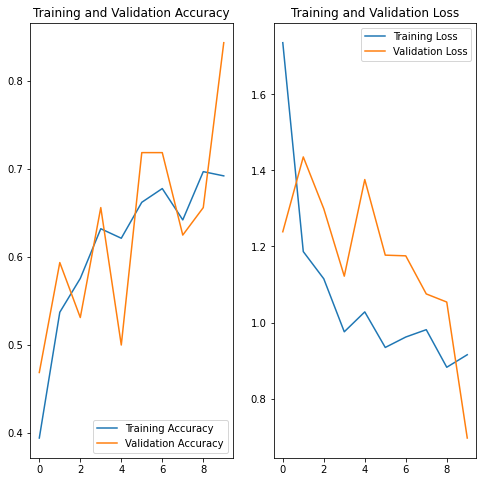 Training and Validation Accuracy
0.8
0.7
0.6
0.5
0.4
0 2 4 6 8
Training Accuracy
Validation Accuracy
Training and Validation Loss
1.6
1.4
1.2
1.0
0.8
0 2 4 6 8
Training Loss
Validation Loss